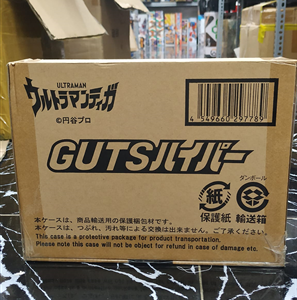 ULTRAMAN
ウルトラマンティガ
©円谷プロ
4 549660 297789
GUTSハイパー
ダンボール
紙
保護紙 輸送箱
本ケースは、商品輸送用の保護梱包材です。
本ケースは、つぶれ、汚れ等による交換は出来ません。ご了承ください。
This case is a protective package for product transportation.
Please note this case will not be object for refund in case of damage etc.